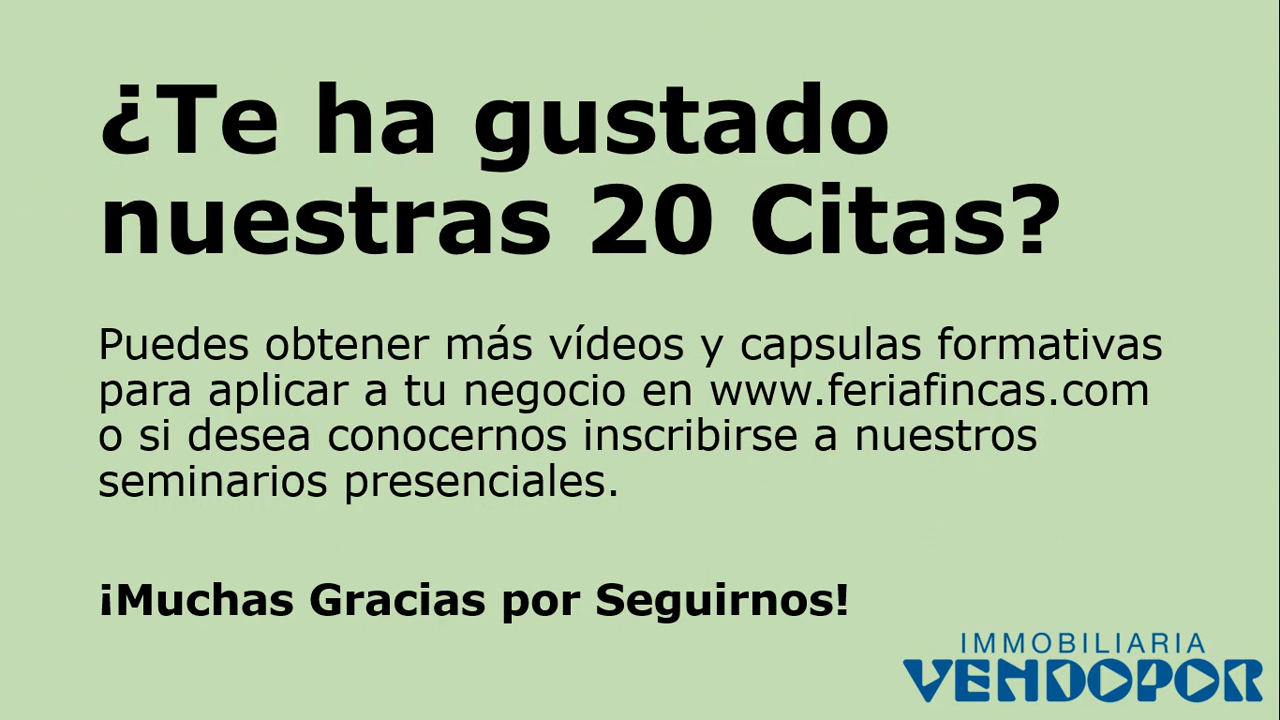 ¿Te ha gustado
nuestras 20 Citas?
Puedes obtener más vídeos y capsulas formativas
para aplicar a tu negocio en www.feriafincas.com
o si desea conocernos inscribirse a nuestros
seminarios presenciales.
¡Muchas Gracias por Seguirnos!
IMMOBILIARIA
VENDOPOR